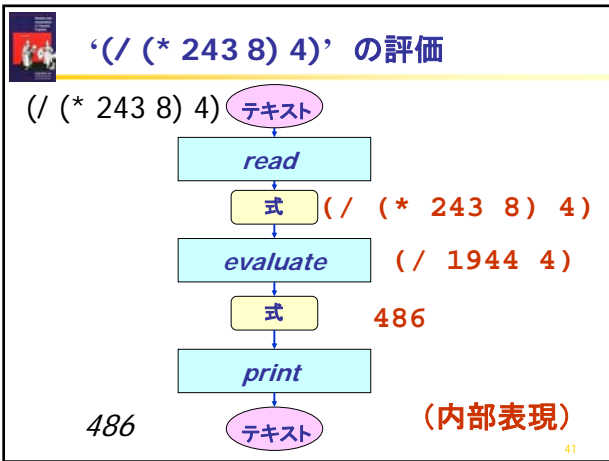 ‘(/ (* 243 8) 4)’ の評価
(/ (* 243 8) 4) テキスト
read
式 (/ (* 243 8) 4)
evaluate (/ 1944 4)
式 486
print
486 テキスト (内部表現)
41